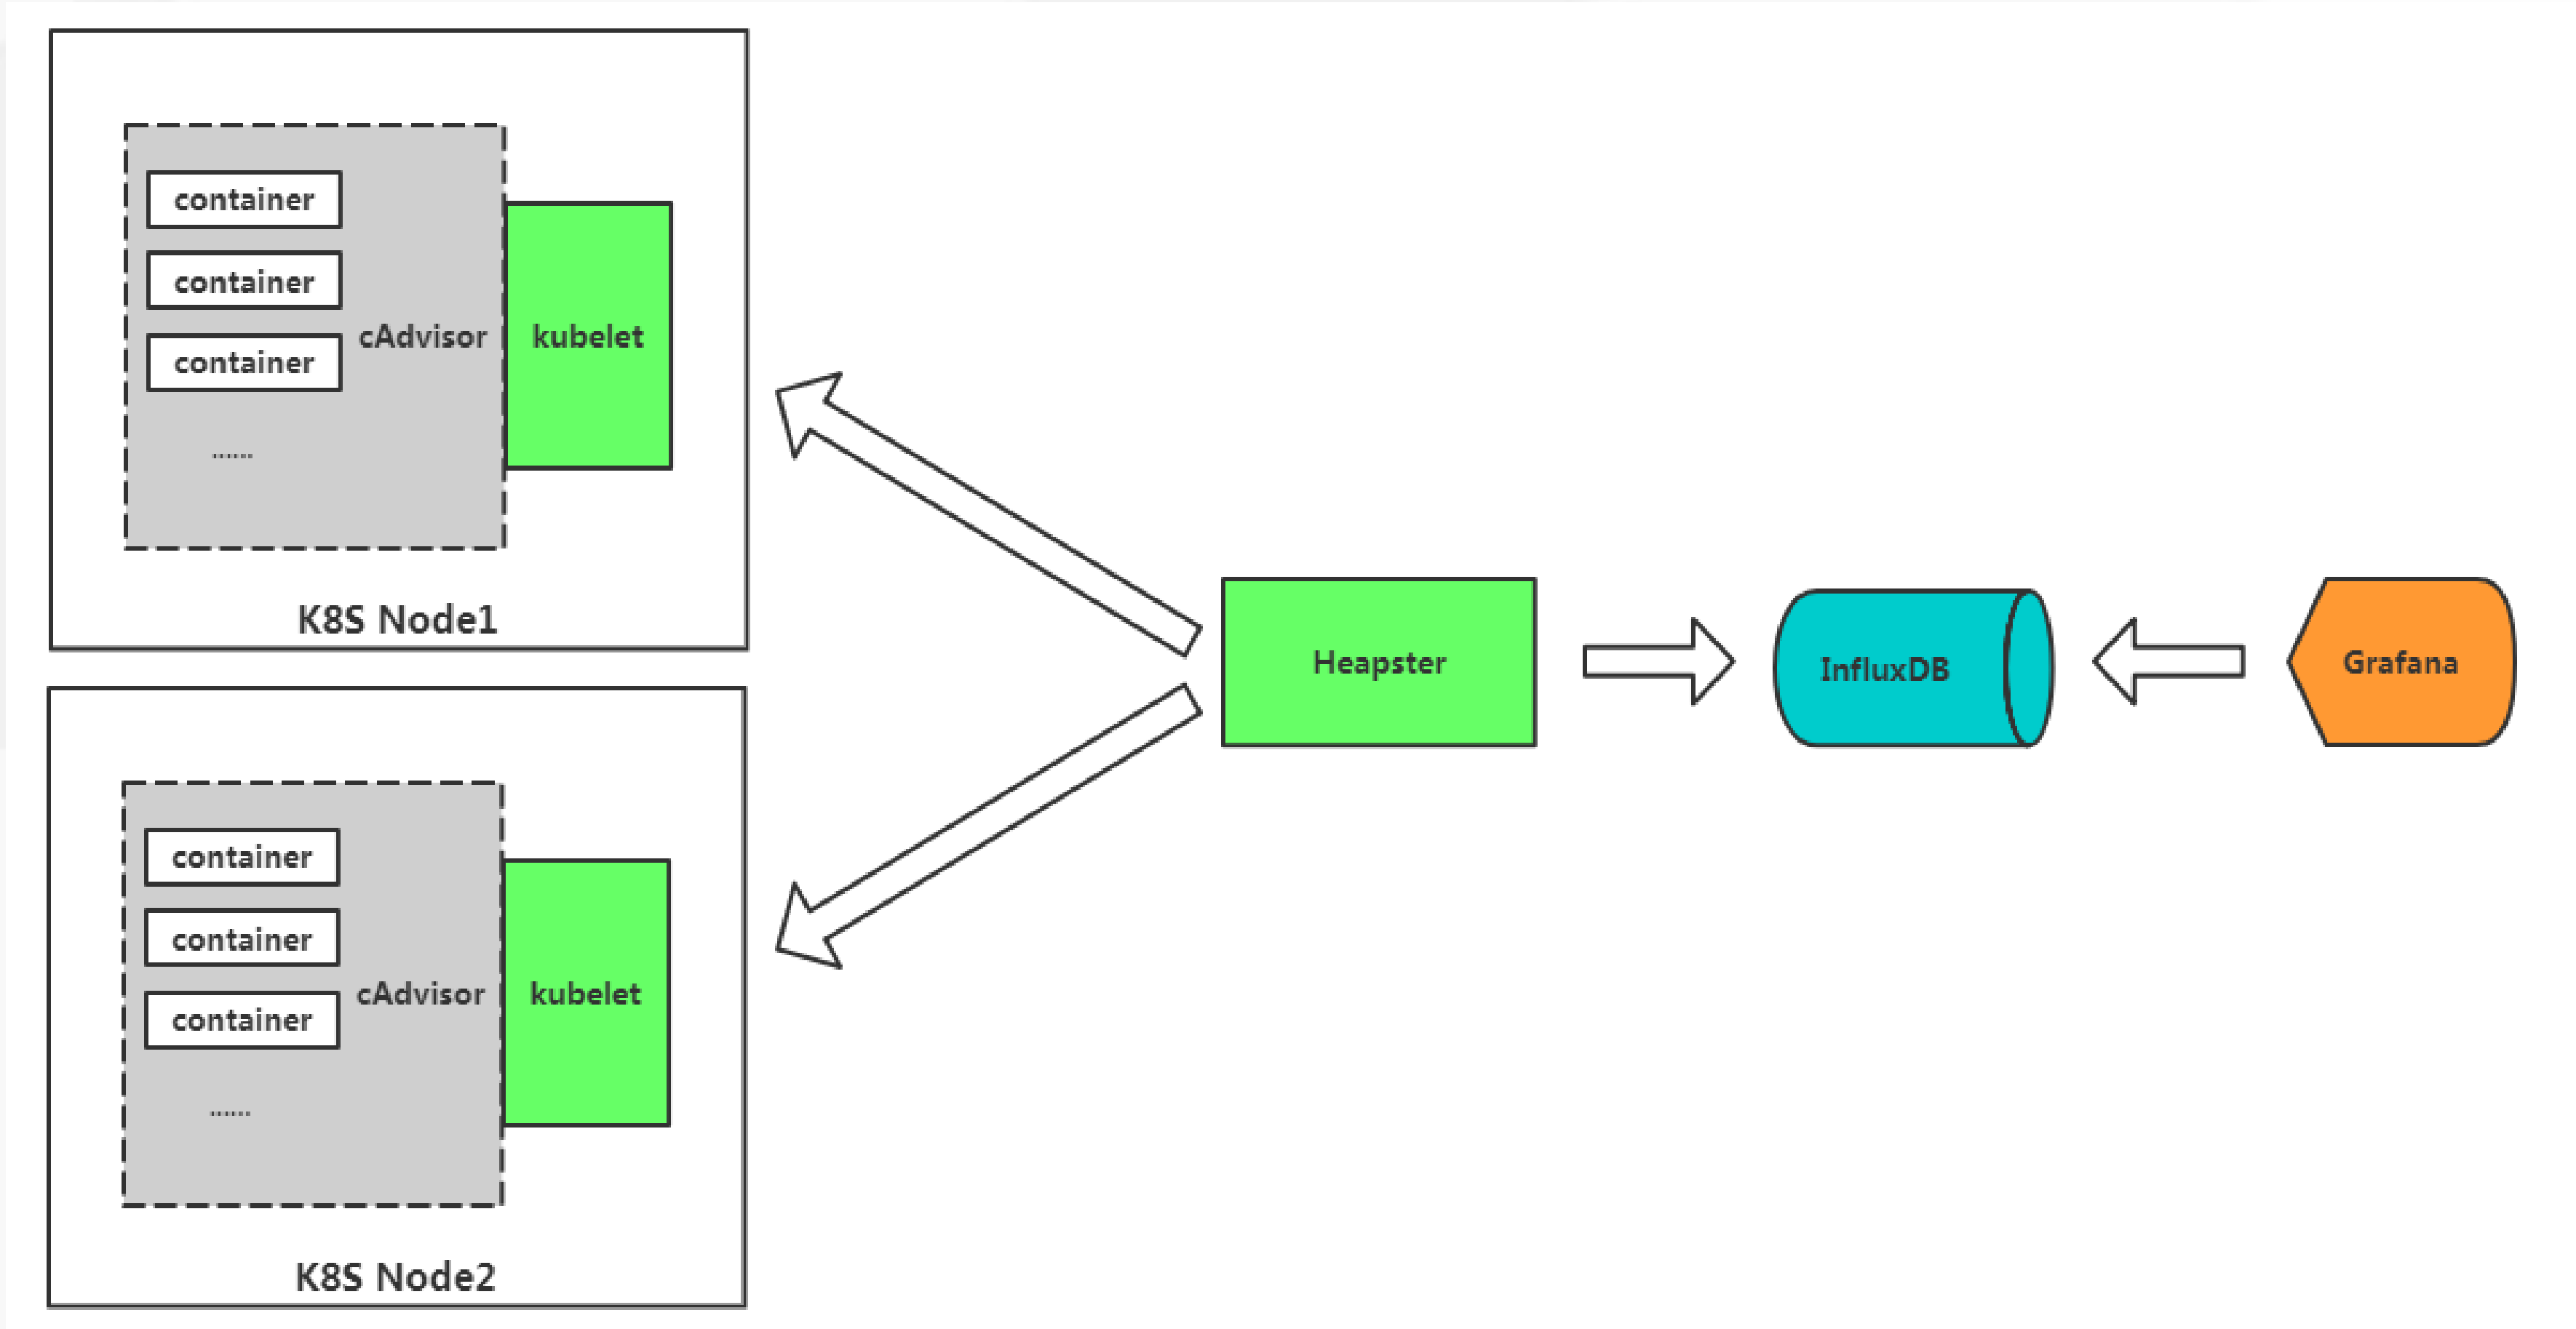 container
container
container
cAdvisor
kubelet
......
K8S Node1
Heapster
InfluxDB
Grafana
container
container
container
cAdvisor
kubelet
......
K8S Node2